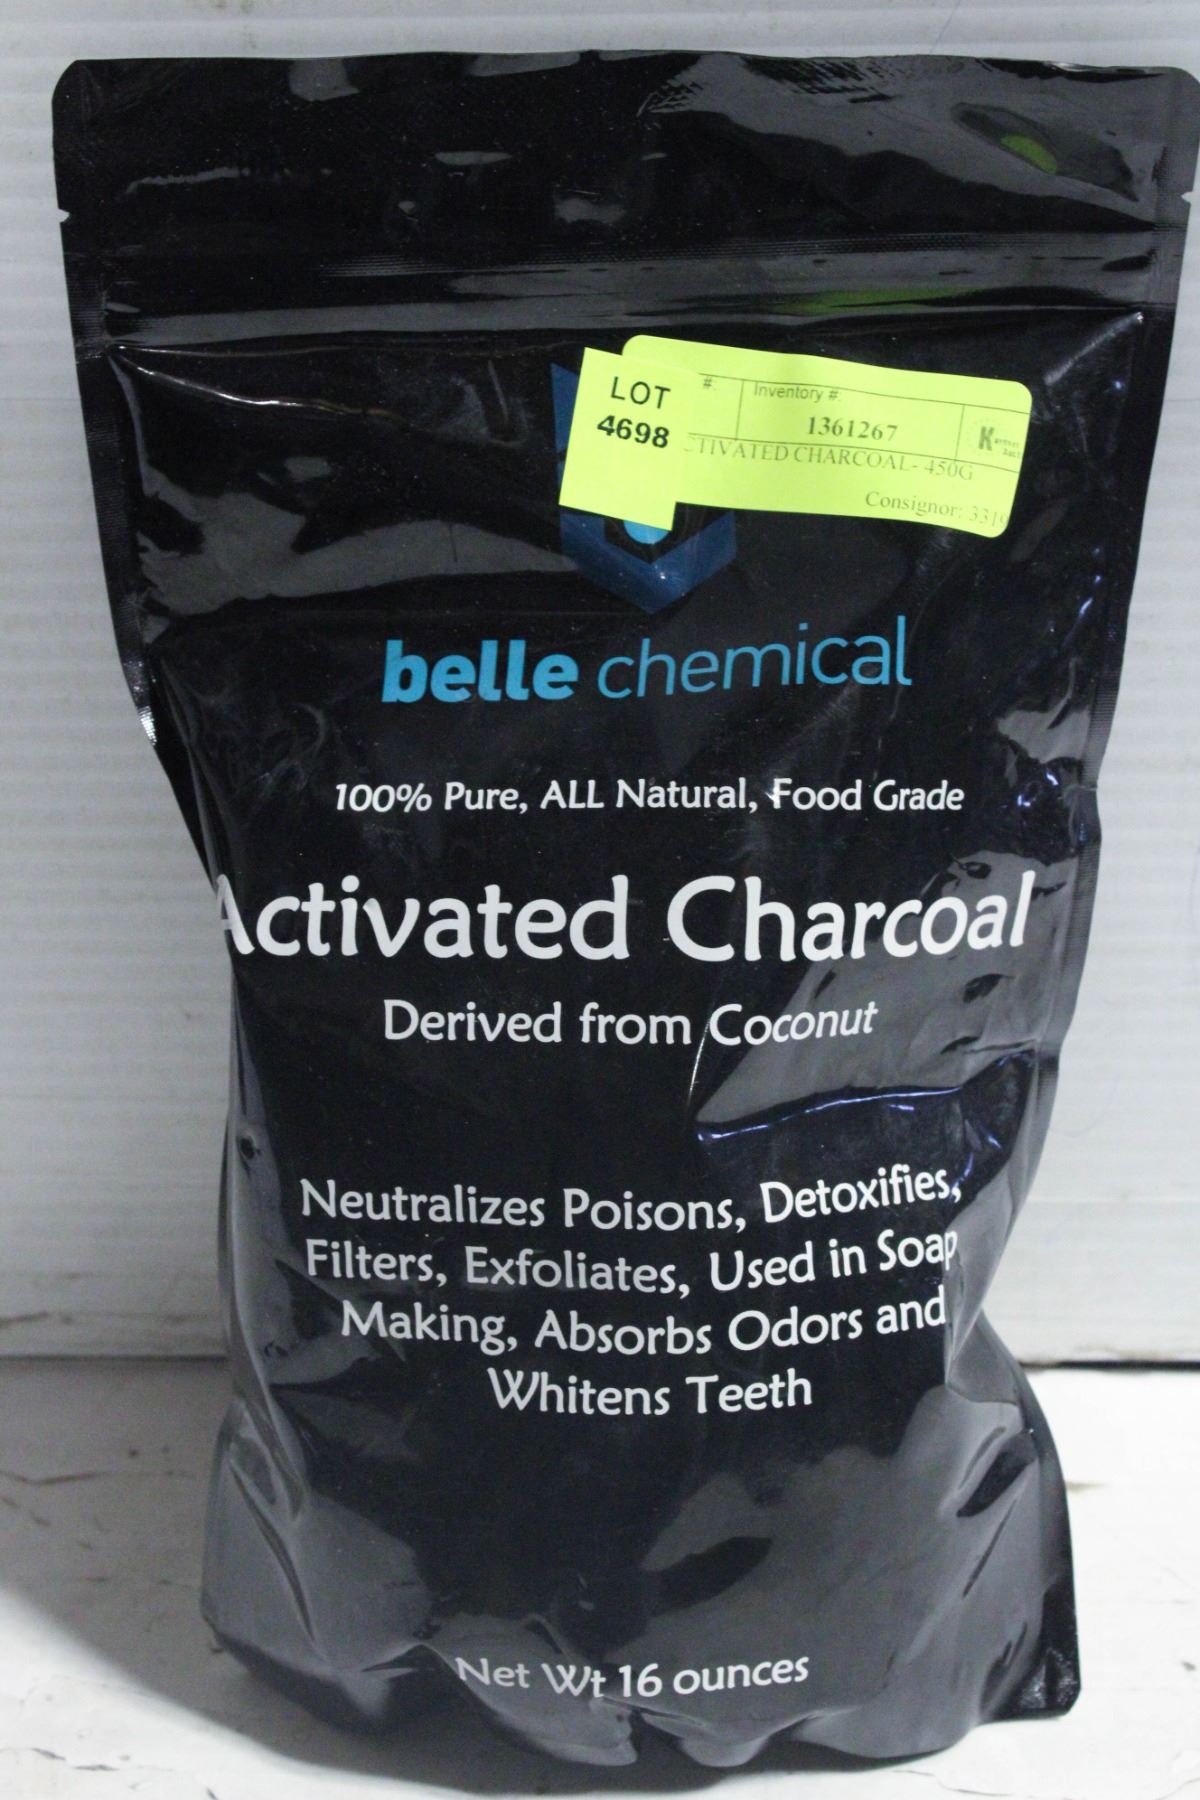 LOT
4698
#:
Inventory #:
1361267
CTIVATED CHARCOAL- 450G
Consignor: 3319
belle chemical
100% Pure, ALL Natural, Food Grade
Activated Charcoal
Derived from Coconut
Neutralizes Poisons, Detoxifies,
Filters, Exfoliates, Used in Soap
Making, Absorbs Odors and
Whitens Teeth
Net Wt 16 ounces